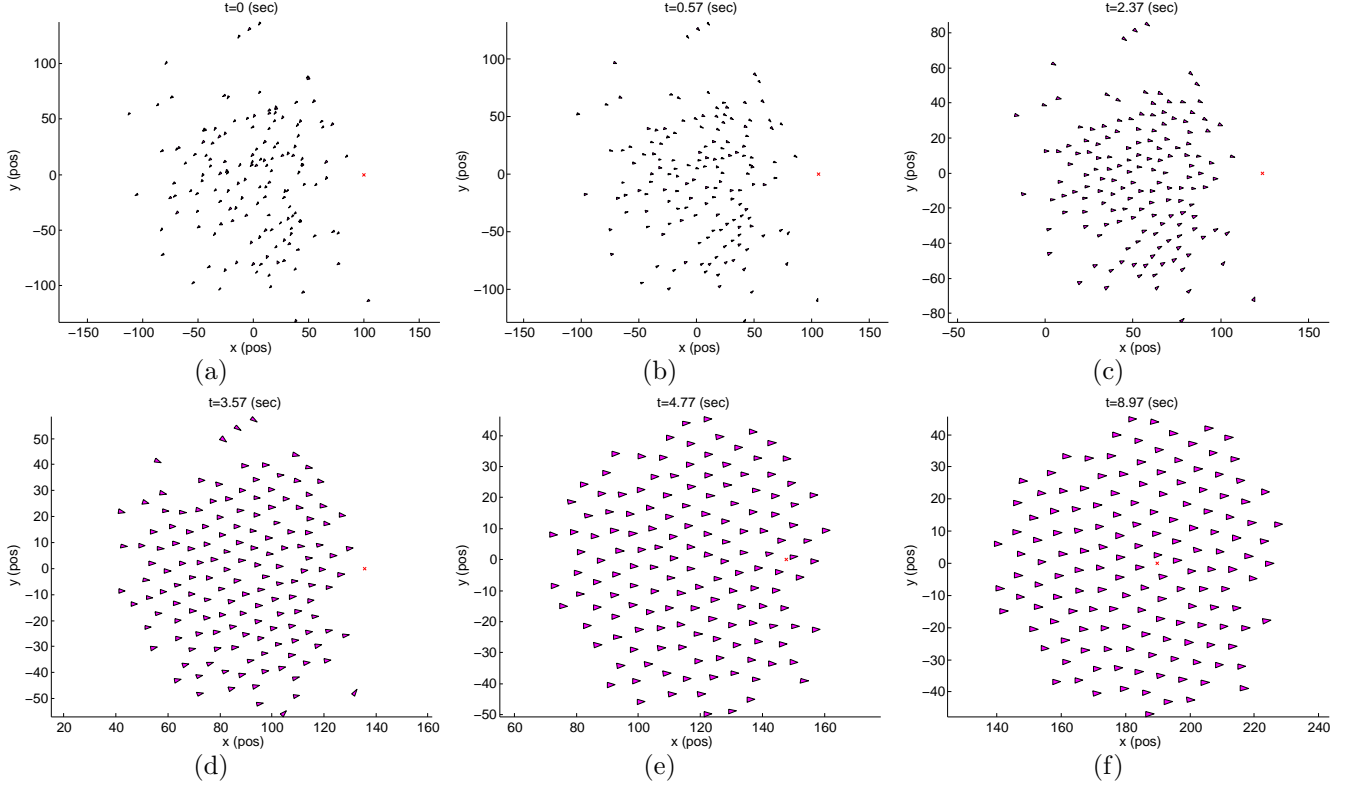 t=0 (sec)
t=0.57 (sec)
t=2.37 (sec)
100
50
0
−50
−100
y (pos)
−150 −100 −50 0 50 100 150
x (pos)
100
50
0
−50
−100
y (pos)
−150 −100 −50 0 50 100 150
x (pos)
80
60
40
20
0
−20
−40
−60
−80
y (pos)
−50 0 50 100 150
x (pos)
(a)
(b)
(c)
t=3.57 (sec)
t=4.77 (sec)
t=8.97 (sec)
50
40
30
20
10
0
−10
−20
−30
−40
−50
y (pos)
20 40 60 80 100 120 140 160
x (pos)
40
30
20
10
0
−10
−20
−30
−40
−50
y (pos)
60 80 100 120 140 160
x (pos)
40
30
20
10
0
−10
−20
−30
−40
y (pos)
140 160 180 200 220 240
x (pos)
(d)
(e)
(f)